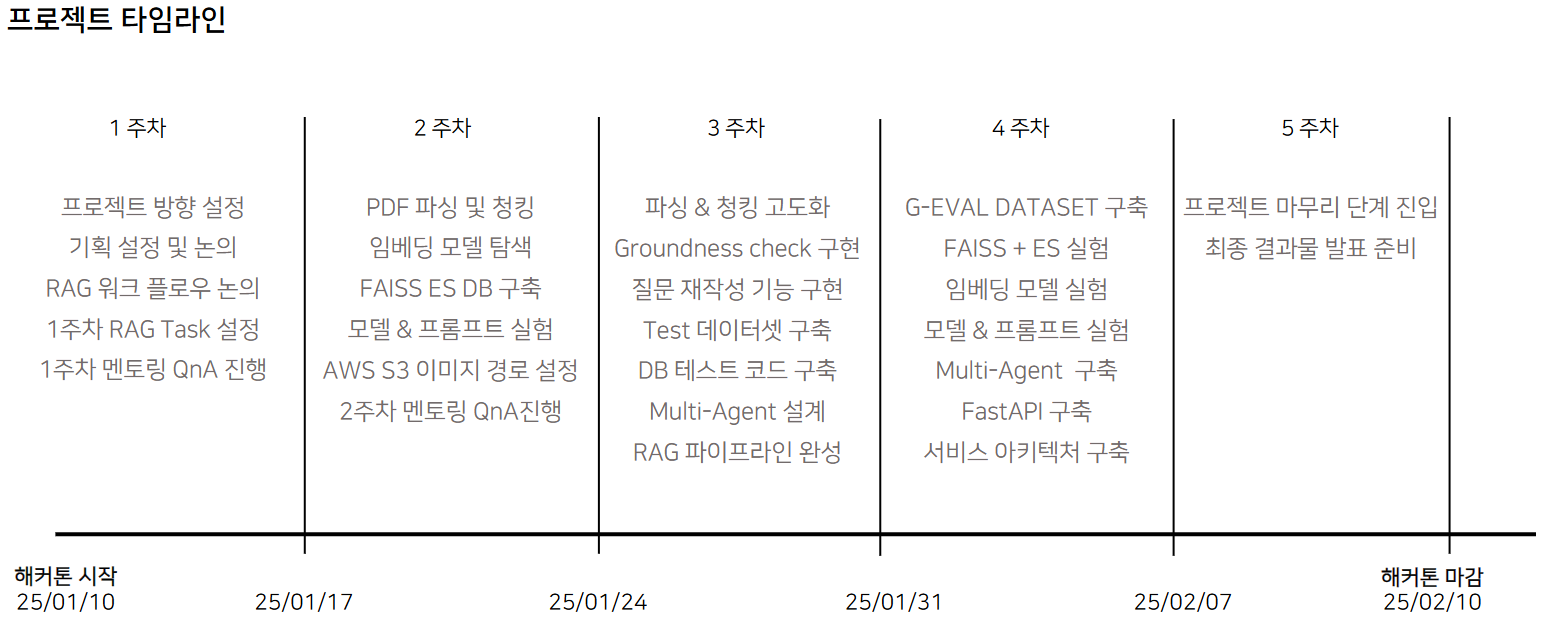 프로젝트 타임라인
1 주차
프로젝트 방향 설정
기획 설정 및 논의
RAG 워크 플로우 논의
1주차 RAG Task 설정
1주차 멘토링 QnA 진행
2 주차
PDF 파싱 및 청킹
임베딩 모델 탐색
FAISS ES DB 구축
모델 & 프롬프트 실험
AWS S3 이미지 경로 설정
2주차 멘토링 QnA진행
3 주차
파싱 & 청킹 고도화
Groundness check 구현
질문 재작성 기능 구현
Test 데이터셋 구축
DB 테스트 코드 구축
Multi-Agent 설계
RAG 파이프라인 완성
4 주차
G-EVAL DATASET 구축
FAISS + ES 실험
임베딩 모델 실험
모델 & 프롬프트 실험
Multi-Agent  구축
FastAPI 구축
서비스 아키텍처 구축
5 주차
프로젝트 마무리 단계 진입
최종 결과물 발표 준비
해커톤 시작
25/01/10
25/01/17
25/01/24
25/01/31
25/02/07
해커톤 마감
25/02/10